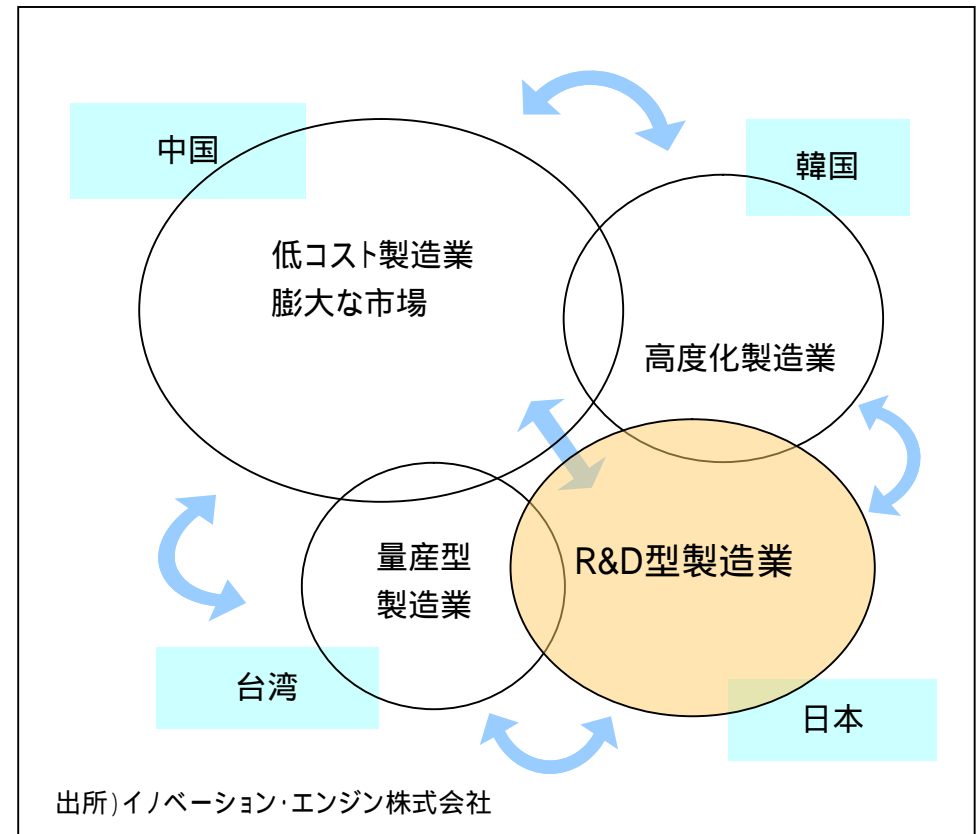 中国
韓国
低コスト製造業
膨大な市場
高度化製造業
量産型
製造業
R&D型製造業
台湾
日本
出所)イノベーション･エンジン株式会社